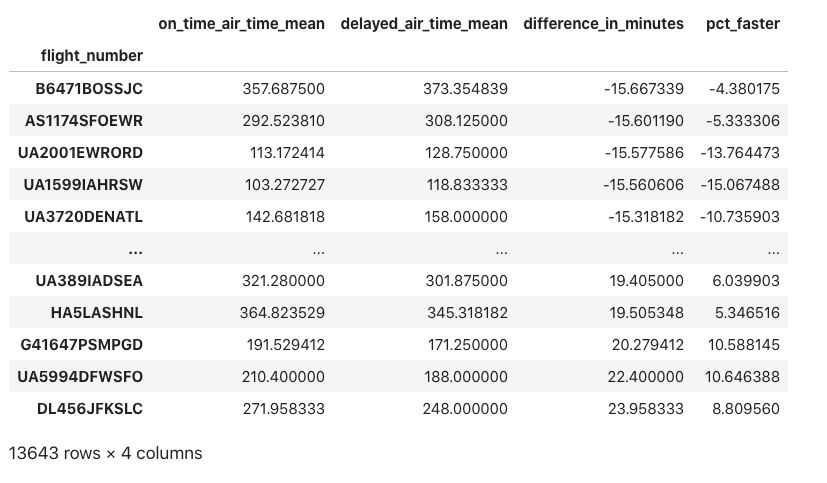 on_time_air_time_mean delayed_air_time_mean difference_in_minutes pct_faster
flight_number
B6471BOSSJC 357.687500 373.354839 -15.667339 -4.380175
AS1174SFOEWR 292.523810 308.125000 -15.601190 -5.333306
UA2001EWRORD 113.172414 128.750000 -15.577586 -13.764473
UA1599IAHRSW 103.272727 118.833333 -15.560606 -15.067488
UA3720DENATL 142.681818 158.000000 -15.318182 -10.735903
... ... ... ... ...
UA389IADSEA 321.280000 301.875000 19.405000 6.039903
HA5LASHNL 364.823529 345.318182 19.505348 5.346516
G41647PSMPGD 191.529412 171.250000 20.279412 10.588145
UA5994DFWSFO 210.400000 188.000000 22.400000 10.646388
DL456JFKSLC 271.958333 248.000000 23.958333 8.809560
13643 rows × 4 columns